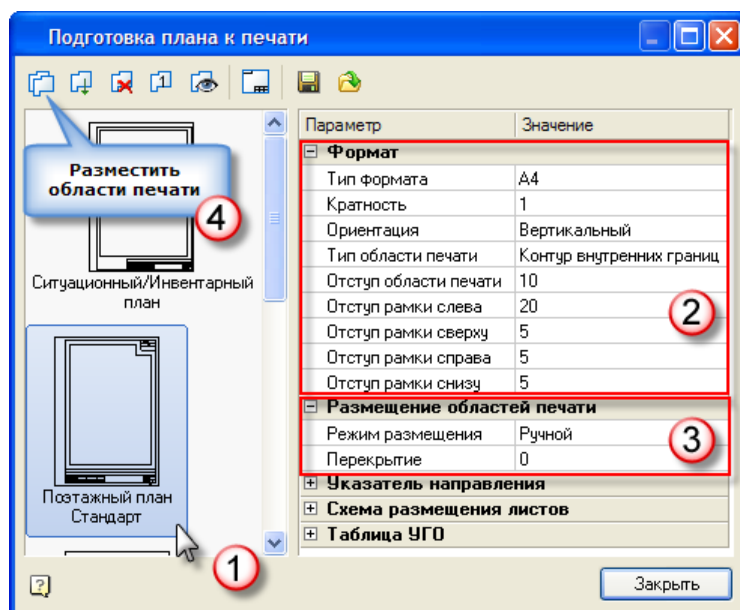 Подготовка плана к печати
1
Разместить
области печати
4
Ситуационный/Инвентарный
план
Поэтажный план
Стандарт
1
Параметр Значение
Формат
Тип формата A4
Кратность 1
Ориентация Вертикальный
Тип области печати Контур внутренних границ
Отступ области печати 10
Отступ рамки слева 20
Отступ рамки сверху 5
Отступ рамки справа 5
Отступ рамки снизу 5
2
Размещение областей печати
Режим размещения Ручной
Перекрытие 0
3
Указатель направления
Схема размещения листов
Таблица УГО
?
Закрыть